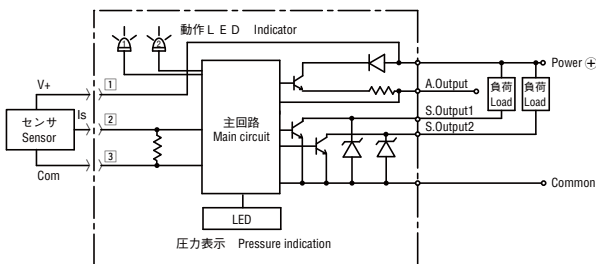 動作ＬＥＤ Indicator
1
2
Power ⊕
V+
1
A.Output
負荷
Load
負荷
Load
Is
2
S.Output1
センサ
Sensor
主回路
Main circuit
S.Output2
3
Com
Common
LED
圧力表示 Pressure indication